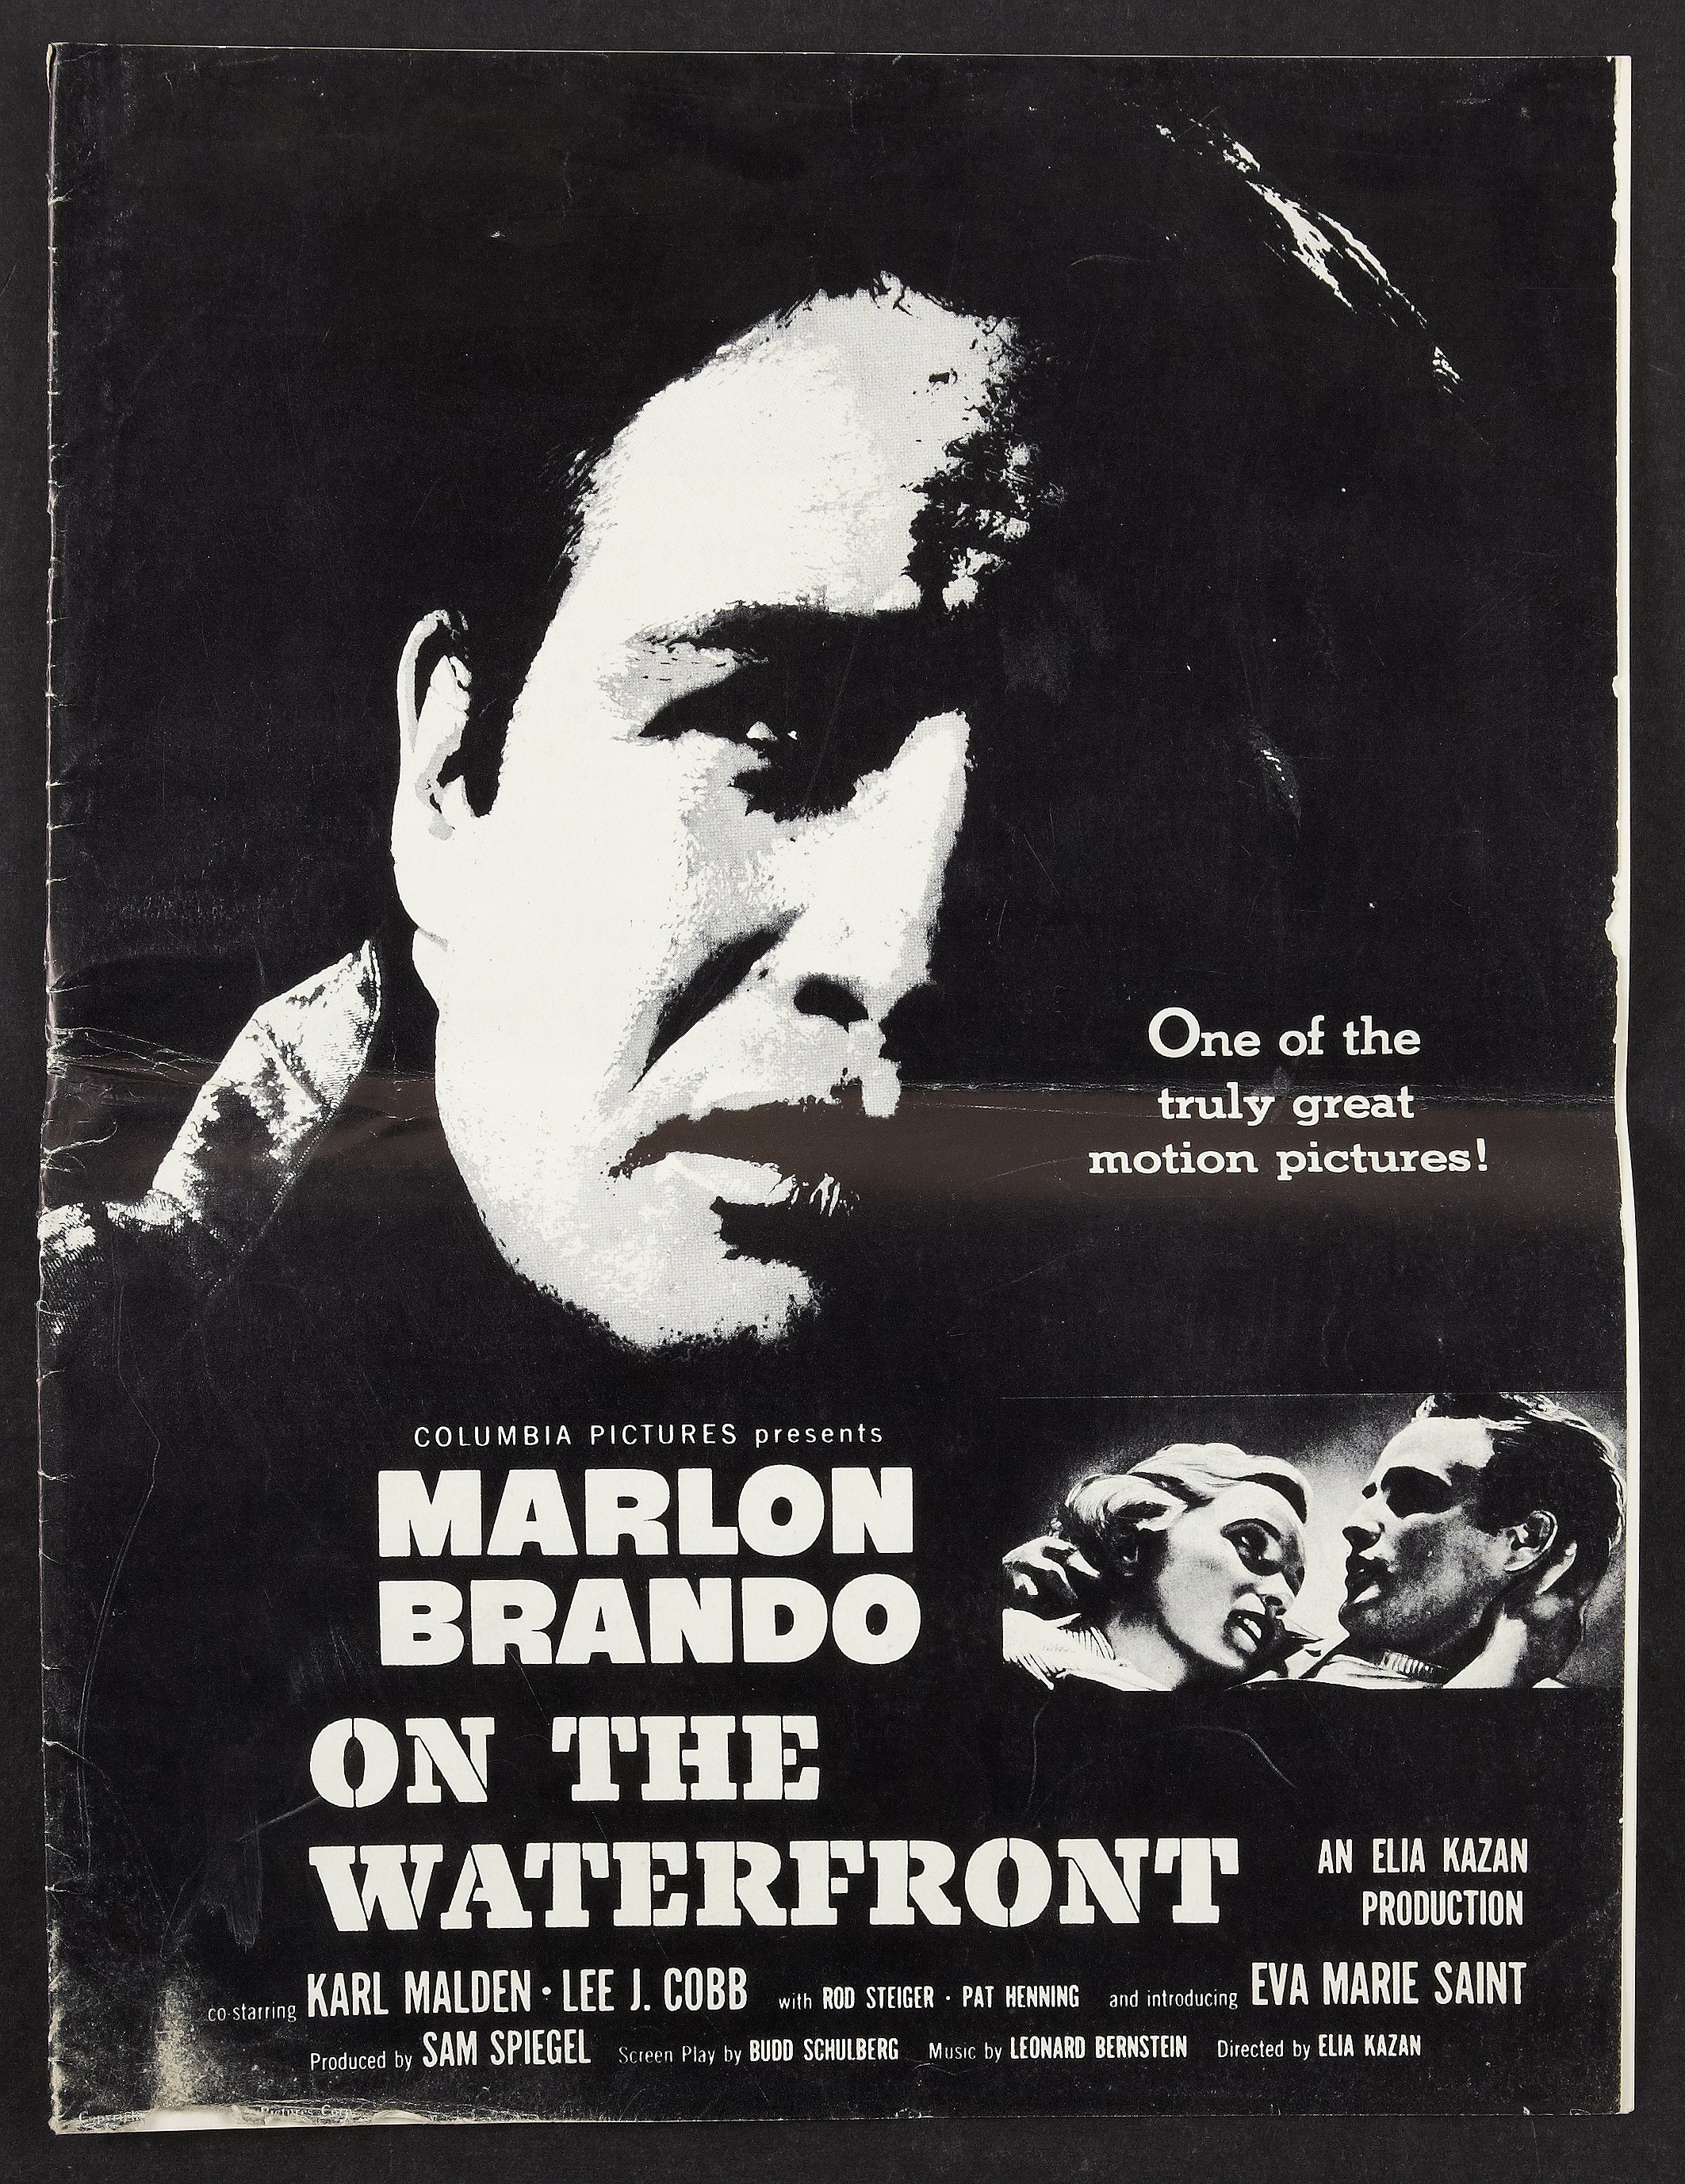 One of the
truly great
motion pictures!
COLUMBIA PICTURES presents
MARLON
BRANDO
ON THE
WATERFRONT
AN ELIA KAZAN
PRODUCTION
co-starring KARL MALDEN · LEE J. COBB with ROD STEIGER · PAT HENNING and introducing EVA MARIE SAINT
Produced by SAM SPIEGEL Screen Play by BUDD SCHULBERG Music by LEONARD BERNSTEIN Directed by ELIA KAZAN
Pictures Corp.